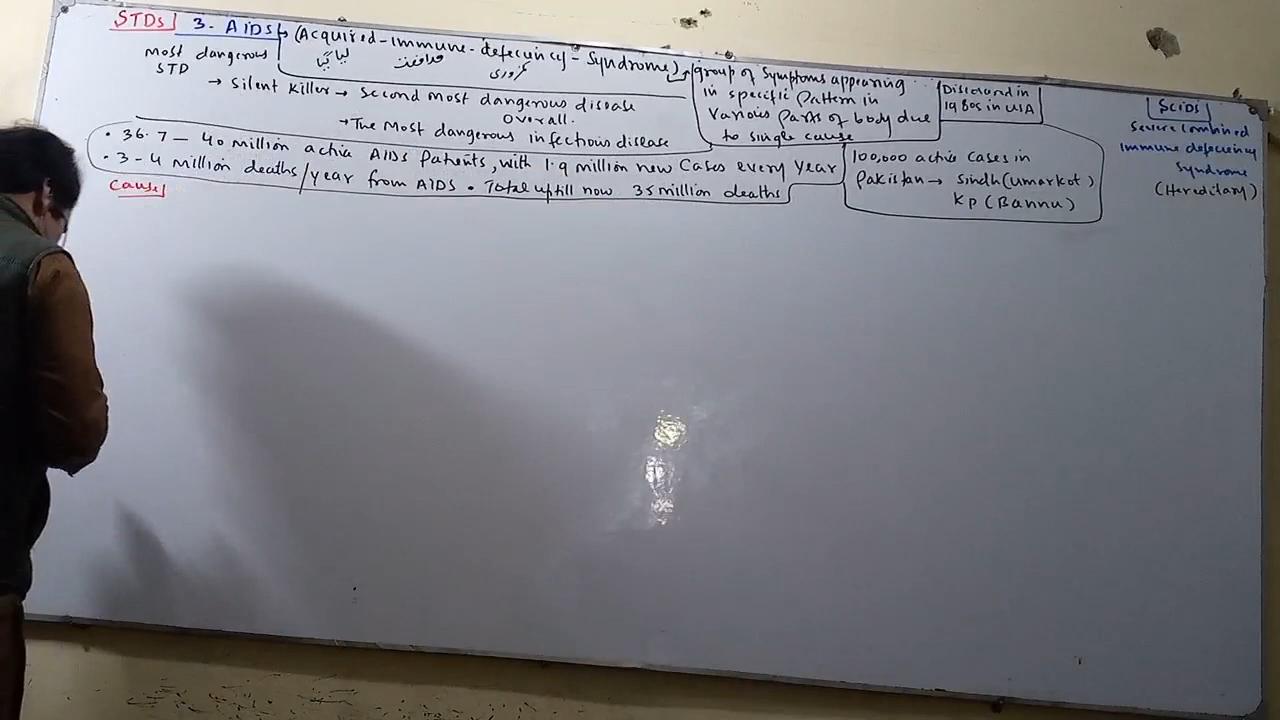 STDs 3. AIDS → (Acquired-immune-defeciency-Syndrome)
لیا گیا مدافعت کمزوری
Most dangerous
STD
→ Silent Killer → Second most dangerous disease
overall.
→ The Most dangerous infectious disease
group of Symptoms appearing
in specific pattern in
various parts of body due
to single cause
Discovered in
1980s in USA
• 36.7 – 40 million active AIDS Patients, with 1.9 million new Cases every year
• 3-4 million deaths/year from AIDS • Total uptill now 35 million deaths
100,000 active cases in
Pakistan → Sindh (Umarkot)
KP (Bannu)
Cause
SCIDS
Severe Combined
immune defeciency
Syndrome
(Hereditary)